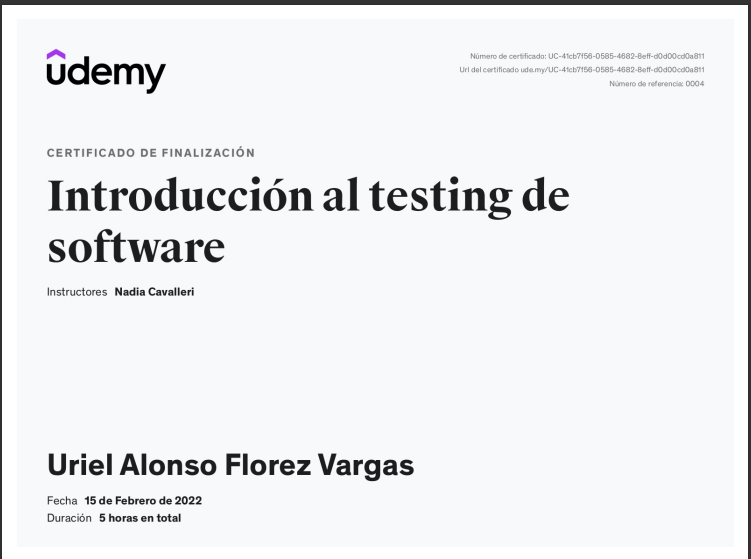 udemy
Número de certificado: UC-41cb7f56-0585-4682-8eff-d0d00cd0a811
Url del certificado ude.my/UC-41cb7f56-0585-4682-8eff-d0d00cd0a811
Número de referencia: 0004
CERTIFICADO DE FINALIZACIÓN
Introducción al testing de
software
Instructores Nadia Cavalleri
Uriel Alonso Florez Vargas
Fecha 15 de Febrero de 2022
Duración 5 horas en total